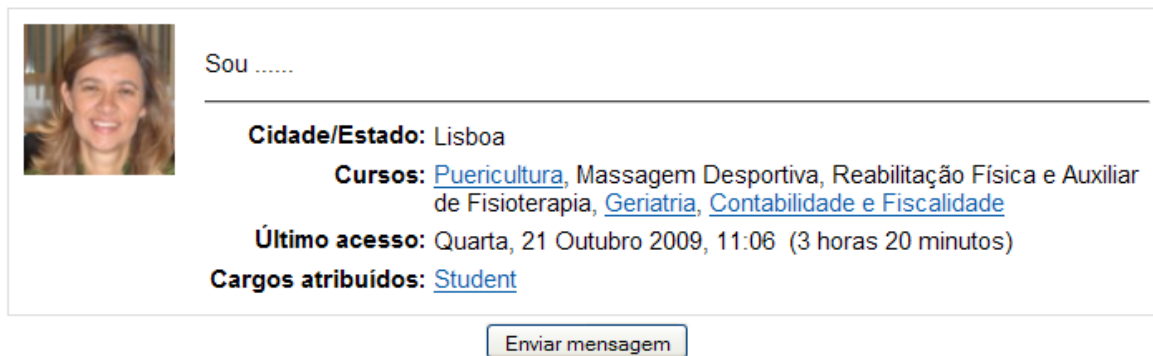 Sou ......
Cidade/Estado: Lisboa
Cursos: Puericultura, Massagem Desportiva, Reabilitação Física e Auxiliar
de Fisioterapia, Geriatria, Contabilidade e Fiscalidade
Último acesso: Quarta, 21 Outubro 2009, 11:06 (3 horas 20 minutos)
Cargos atribuídos: Student
Enviar mensagem